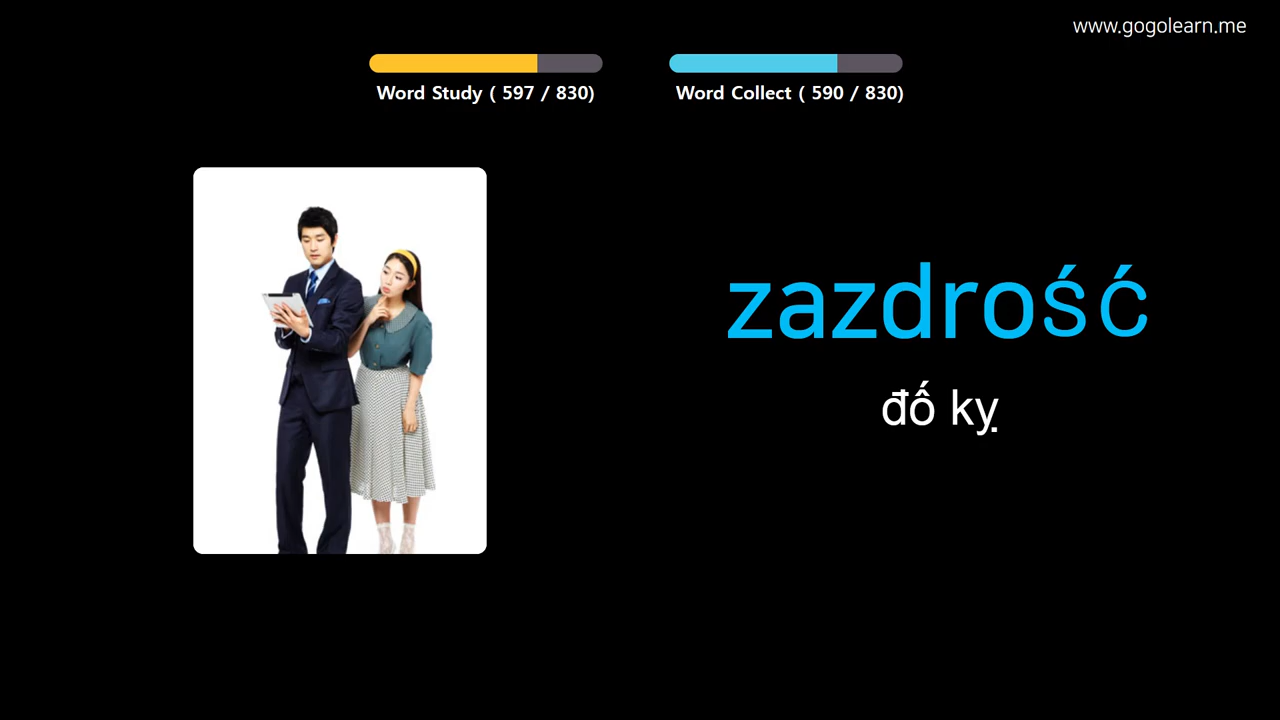 www.gogolearn.me
Word Study ( 597 / 830)
Word Collect ( 590 / 830)
zazdrość
đố kỵ